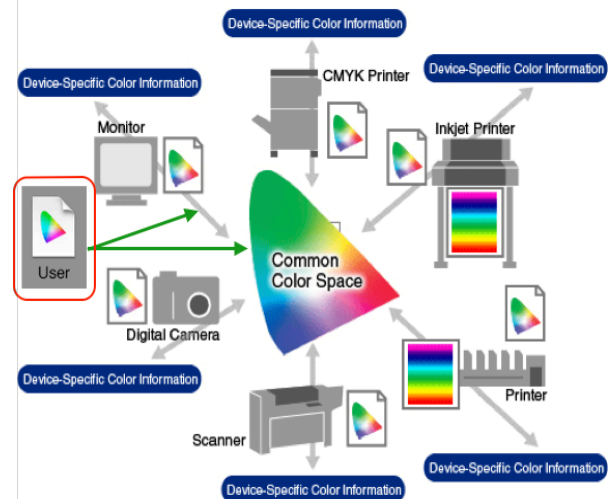 Device-Specific Color Information
CMYK Printer
Device-Specific Color Information
Device-Specific Color Information
Monitor
Inkjet Printer
User
Common
Color Space
Digital Camera
Device-Specific Color Information
Printer
Scanner
Device-Specific Color Information
Device-Specific Color Information